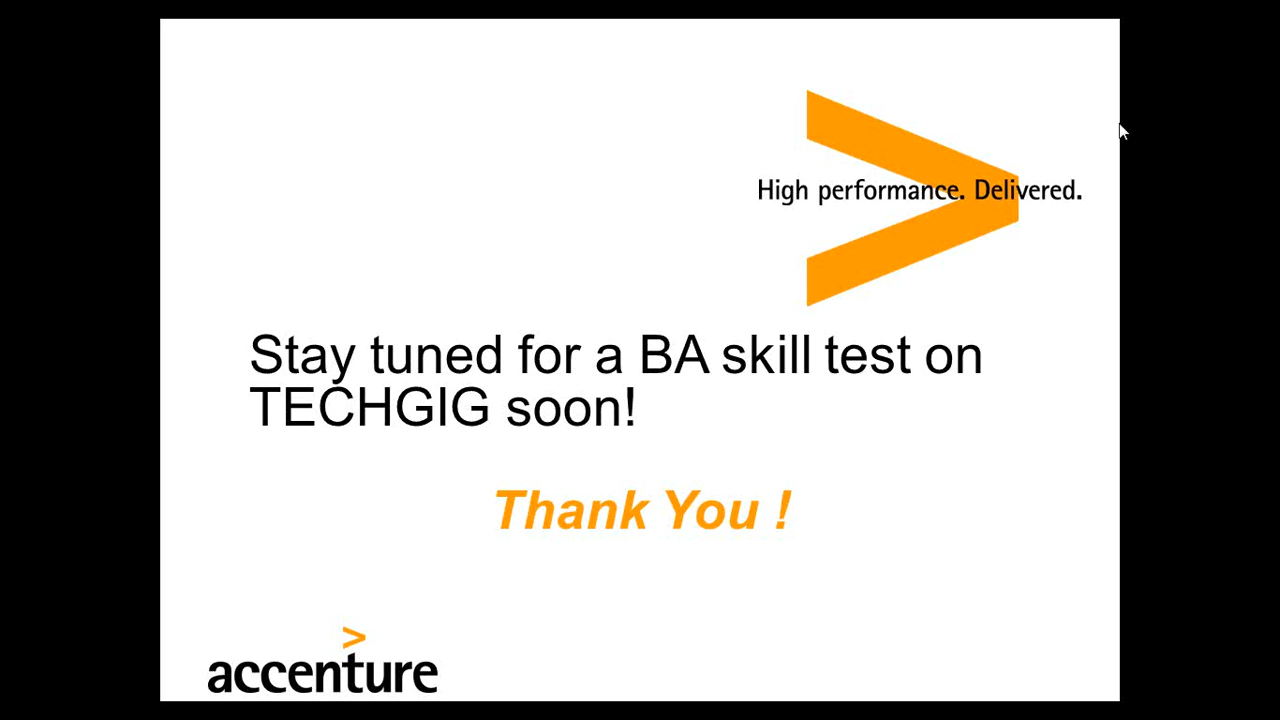 High performance. Delivered.
Stay tuned for a BA skill test on
TECHGIG soon!
Thank You !
>
accenture